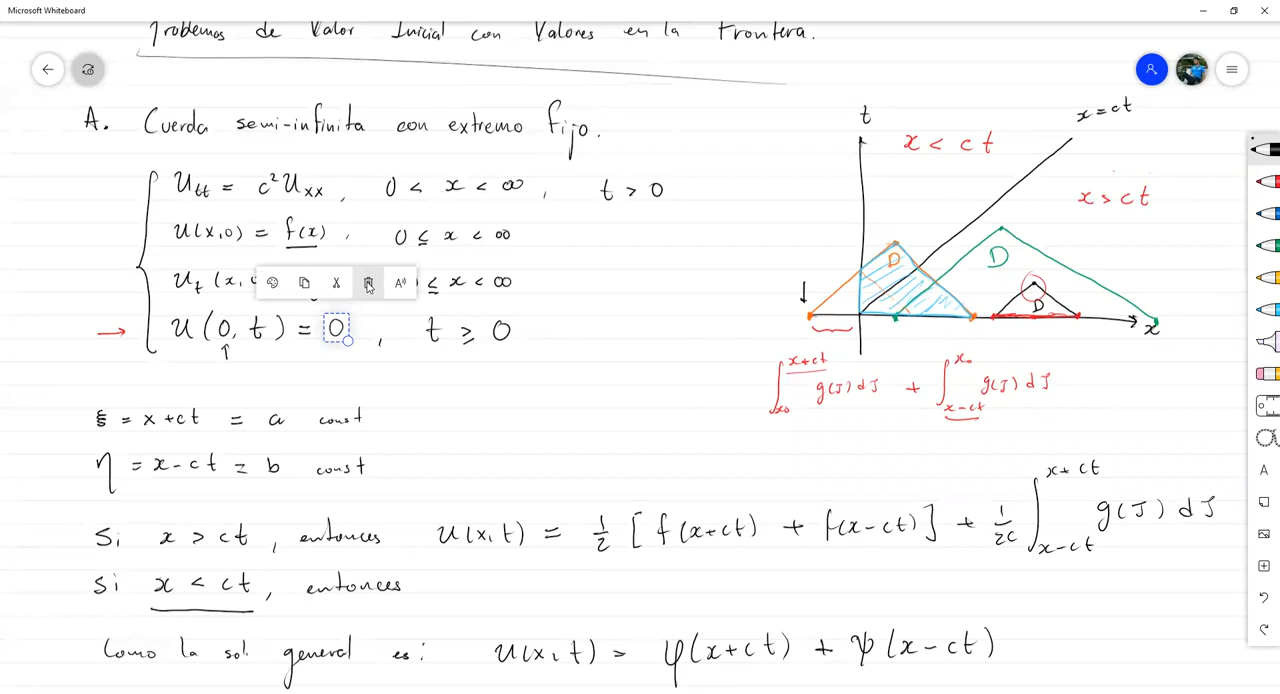 Microsoft Whiteboard
Problemas de Valor Inicial con Valores en la Frontera.
A. Cuerda semi-infinita con extremo fijo.
Utt = c²Uxx, 0 < x < ∞, t > 0
U(x,0) = f(x), 0 ≤ x < ∞
Ut(x, ≤ x < ∞
→ U(0, t) = 0, t ≥ 0
↑
ξ = x + ct = a const
η = x - ct = b const
Si x > ct, entonces U(x,t) = 1/2 [f(x+ct) + f(x-ct)] + 1/2c ∫_{x-ct}^{x+ct} g(J) dJ
Si x < ct, entonces
Como la sol. general es: U(x,t) = φ(x+ct) + ψ(x-ct)
t
x = ct
x < ct
x > ct
D
D
D
x
∫_{x₀}^{x+ct} g(J) dJ + ∫_{x-ct}^{x₀} g(J) dJ
A